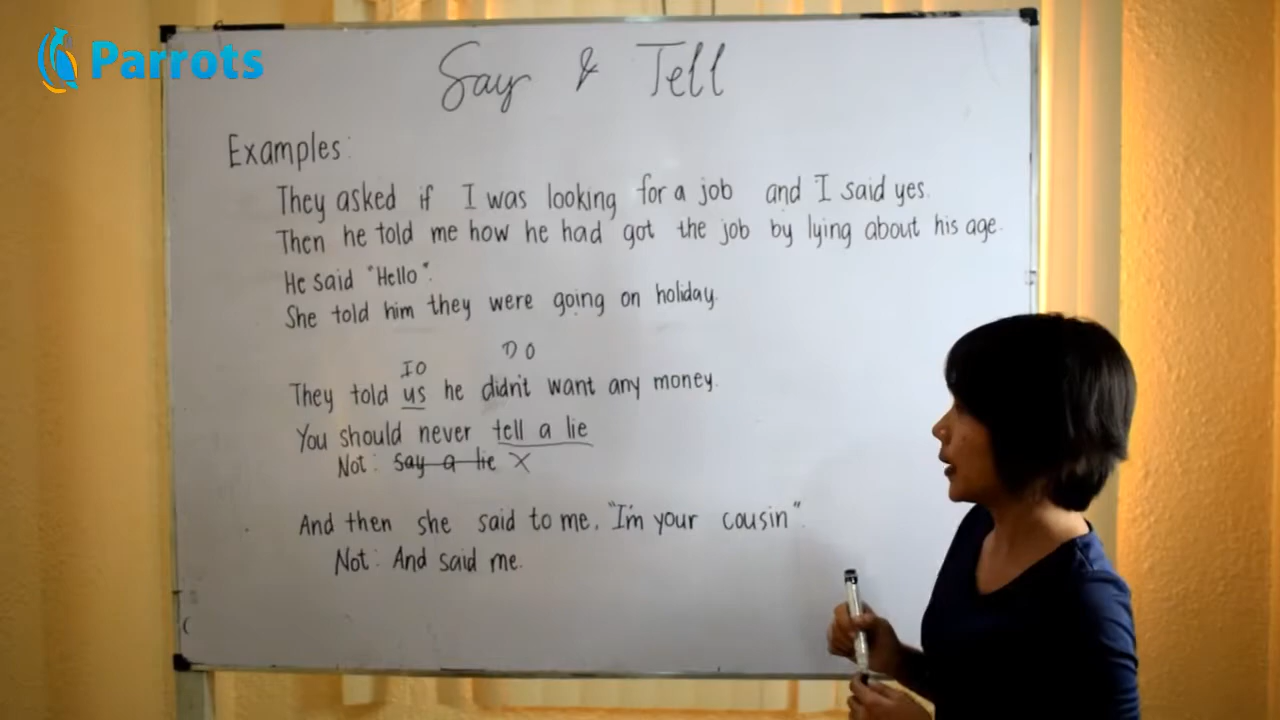 Parrots
Say & Tell
Examples:
They asked if I was looking for a job and I said yes.
Then he told me how he had got the job by lying about his age.
He said "Hello".
She told him they were going on holiday.
IO DO
They told us he didn't want any money.
You should never tell a lie
Not: Say a lie X
And then she said to me, "I'm your cousin".
Not: And said me.